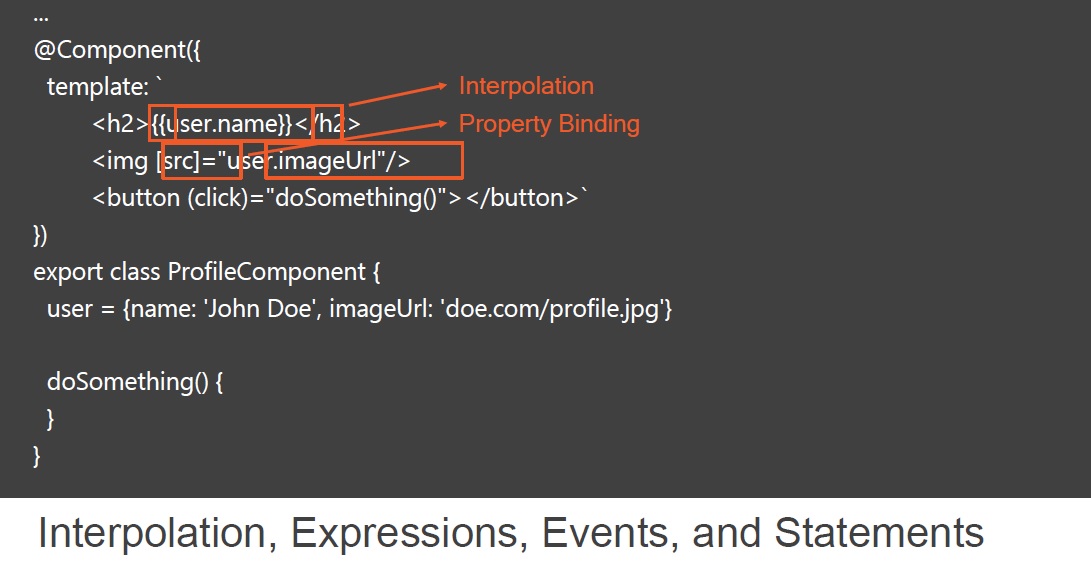 ...
@Component({
template: `
Interpolation
<h2>{{user.name}}</h2>
Property Binding
<img [src]="user.imageUrl"/>
<button (click)="doSomething()"></button>`
})
export class ProfileComponent {
user = {name: 'John Doe', imageUrl: 'doe.com/profile.jpg'}
doSomething() {
}
}
Interpolation, Expressions, Events, and Statements